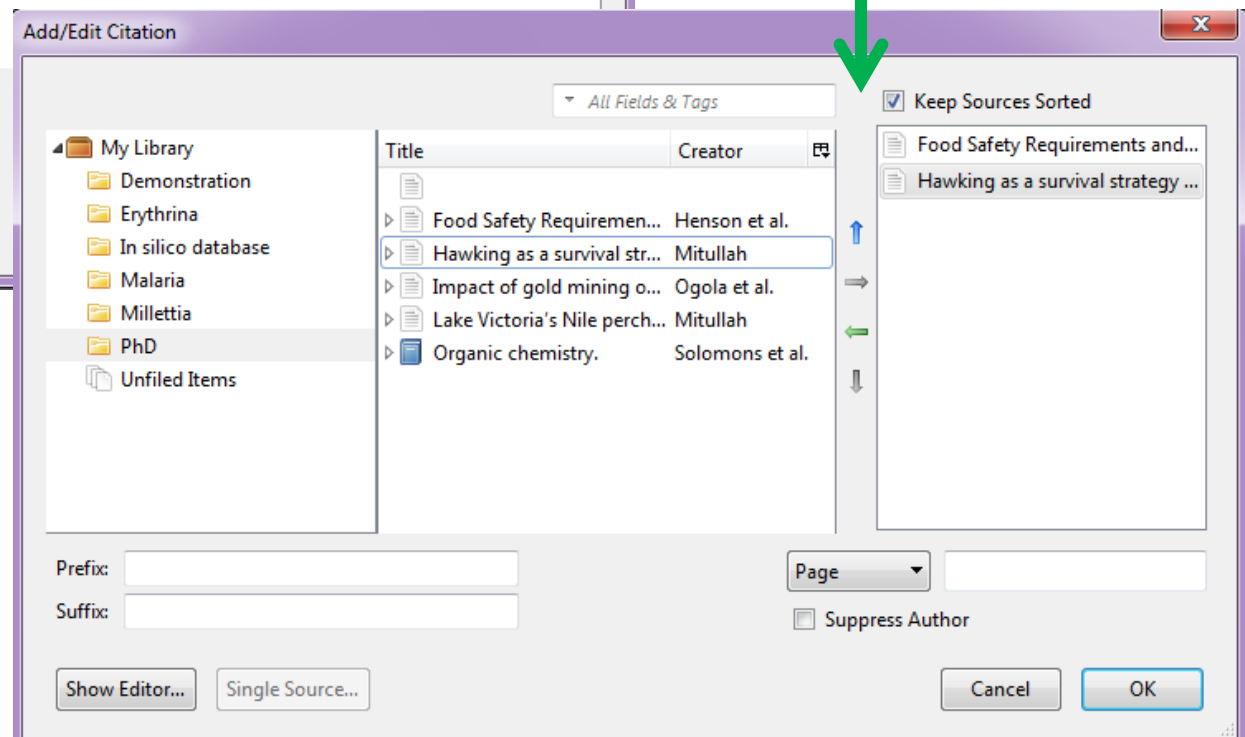 Add/Edit Citation
All Fields & Tags
Keep Sources Sorted
My Library
Demonstration
Erythrina
In silico database
Malaria
Millettia
PhD
Unfiled Items
Title Creator
Food Safety Requiremen... Henson et al.
Hawking as a survival str... Mitullah
Impact of gold mining o... Ogola et al.
Lake Victoria's Nile perch... Mitullah
Organic chemistry. Solomons et al.
Food Safety Requirements and...
Hawking as a survival strategy ...
Prefix:
Suffix:
Page
Suppress Author
Show Editor... Single Source... Cancel OK